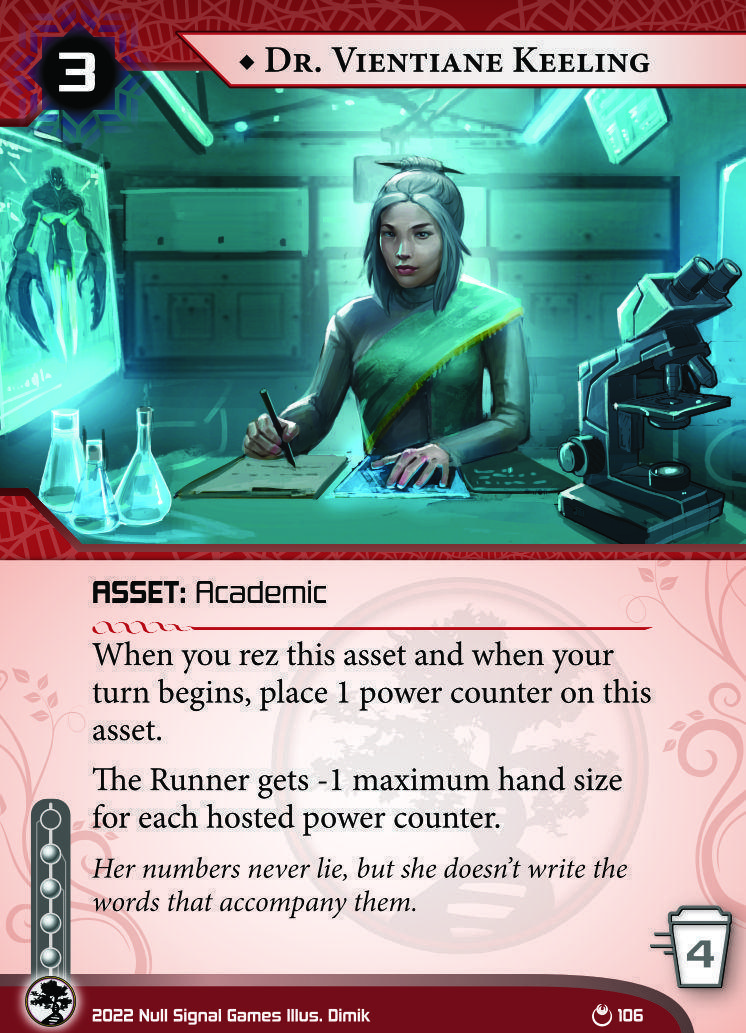 3
◆ Dr. Vientiane Keeling
ASSET: Academic
When you rez this asset and when your
turn begins, place 1 power counter on this
asset.
The Runner gets -1 maximum hand size
for each hosted power counter.
Her numbers never lie, but she doesn’t write the
words that accompany them.
4
2022 Null Signal Games Illus. Dimik
106